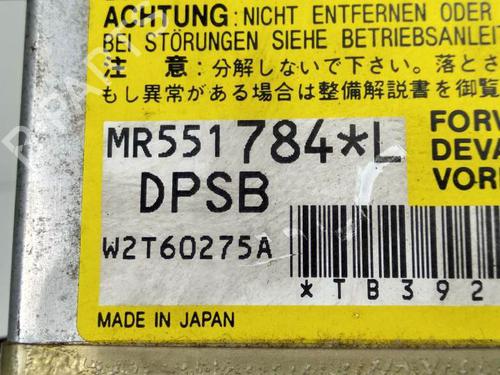 ACHTUNG: NICHT ENTFERNEN ODER
BEI STÖRUNGEN SIEHE
注 意:分解しないで下さい。落とさ
もし異常がある場合は整備解説書を御覧
MR551784*L
DPSB
W2T60275A
FORW
DEVA
VOR
*TB392
MADE IN JAPAN